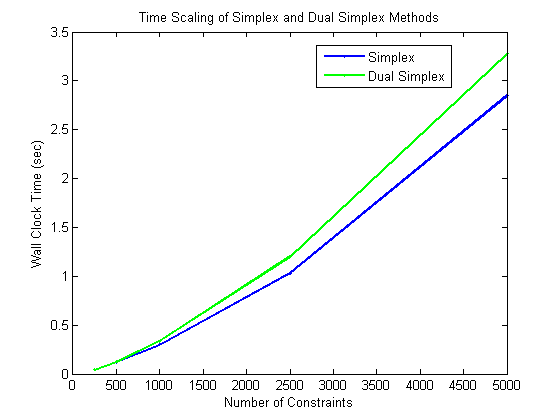 Time Scaling of Simplex and Dual Simplex Methods
Simplex
Dual Simplex
Wall Clock Time (sec)
3.5
3
2.5
2
1.5
1
0.5
0
0 500 1000 1500 2000 2500 3000 3500 4000 4500 5000
Number of Constraints